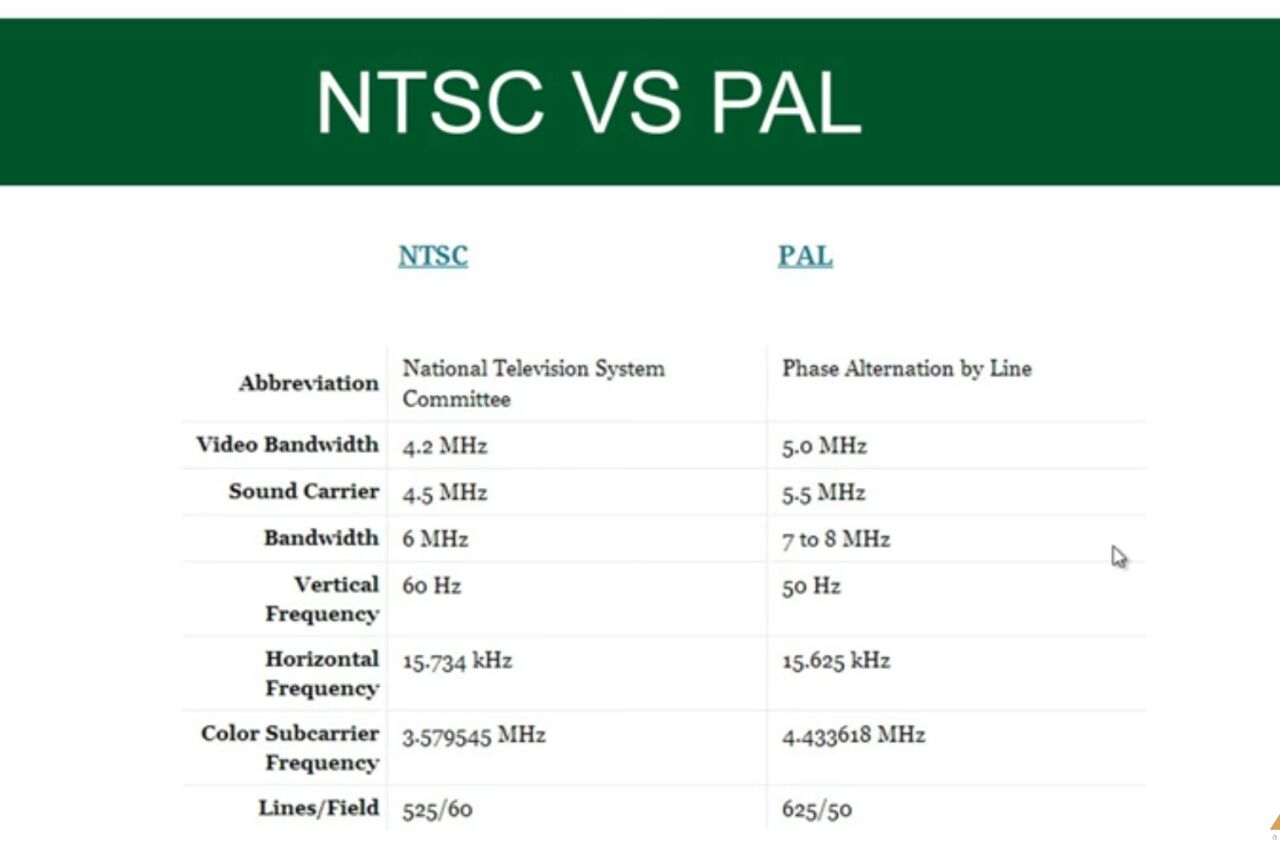 NTSC VS PAL
NTSC PAL
Abbreviation National Television System Committee Phase Alternation by Line
Video Bandwidth 4.2 MHz 5.0 MHz
Sound Carrier 4.5 MHz 5.5 MHz
Bandwidth 6 MHz 7 to 8 MHz
Vertical Frequency 60 Hz 50 Hz
Horizontal Frequency 15.734 kHz 15.625 kHz
Color Subcarrier Frequency 3.579545 MHz 4.433618 MHz
Lines/Field 525/60 625/50